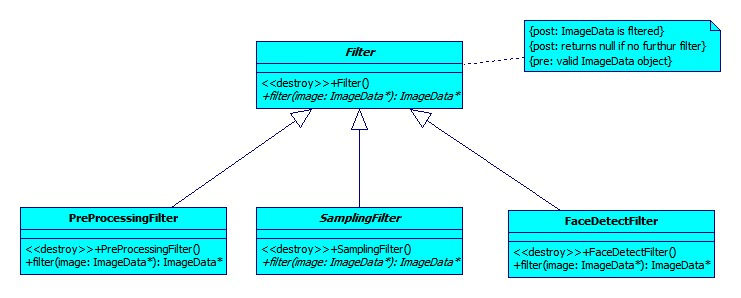 Filter
<<destroy>>+Filter()
+filter(image: ImageData*): ImageData*
{post: ImageData is fltered}
{post: returns null if no furthur filter}
{pre: valid ImageData object}
PreProcessingFilter
<<destroy>>+PreProcessingFilter()
+filter(image: ImageData*): ImageData*
SamplingFilter
<<destroy>>+SamplingFilter()
+filter(image: ImageData*): ImageData*
FaceDetectFilter
<<destroy>>+FaceDetectFilter()
+filter(image: ImageData*): ImageData*